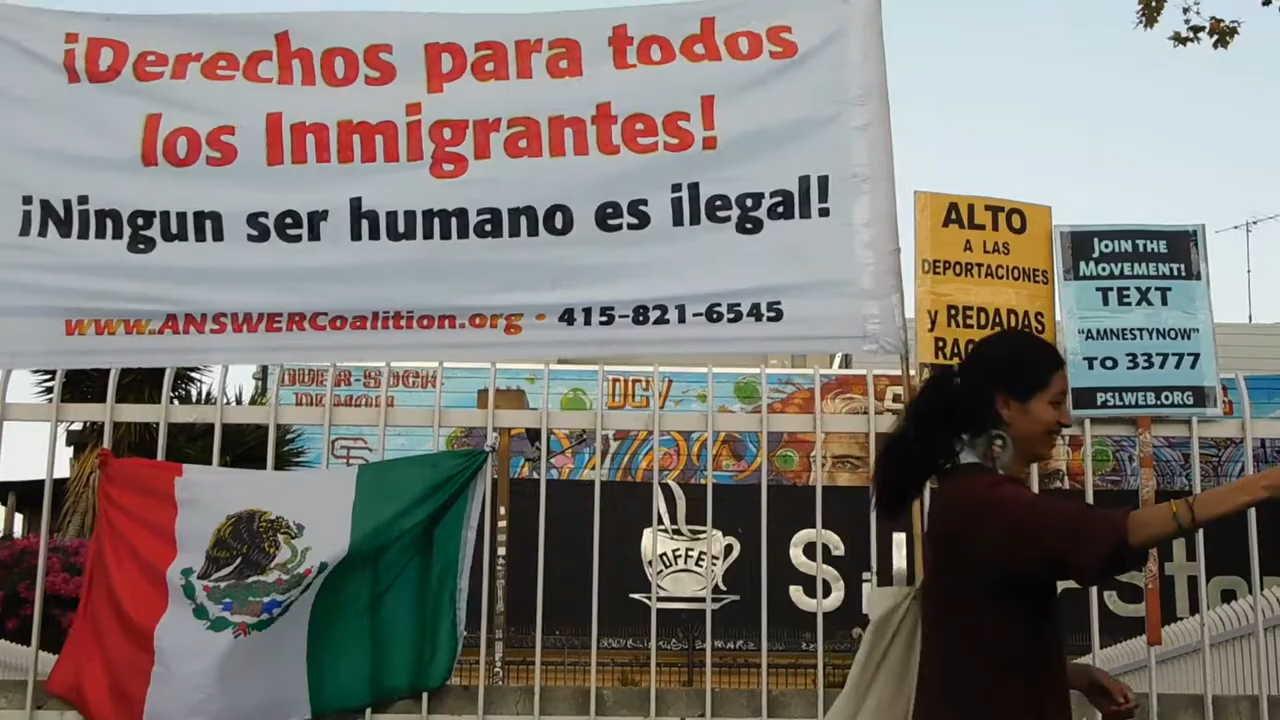 ¡Derechos para todos
los Inmigrantes!
¡Ningun ser humano es ilegal!
www.ANSWERCoalition.org • 415-821-6545
ALTO
A LAS
DEPORTACIONES
y REDADAS
JOIN THE
MOVEMENT!
TEXT
"AMNESTYNOW"
TO 33777
PSLWEB.ORG
DCV
COFFEE